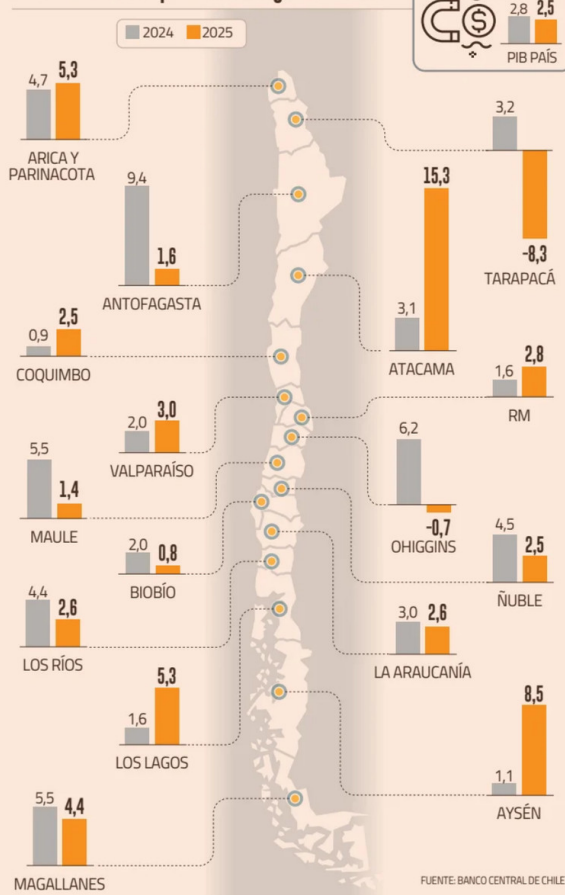 2024 2025
2,8 2,5
PIB PAÍS
4,7 5,3
ARICA Y
PARINACOTA
3,2
-8,3
TARAPACÁ
9,4
1,6
ANTOFAGASTA
15,3
3,1
ATACAMA
0,9 2,5
COQUIMBO
1,6 2,8
RM
2,0 3,0
VALPARAÍSO
6,2
-0,7
OHIGGINS
5,5
1,4
MAULE
4,5
2,5
ÑUBLE
2,0 0,8
BIOBÍO
4,4
2,6
LOS RÍOS
3,0 2,6
LA ARAUCANÍA
1,6
5,3
LOS LAGOS
8,5
1,1
AYSÉN
5,5
4,4
MAGALLANES
FUENTE: BANCO CENTRAL DE CHILE